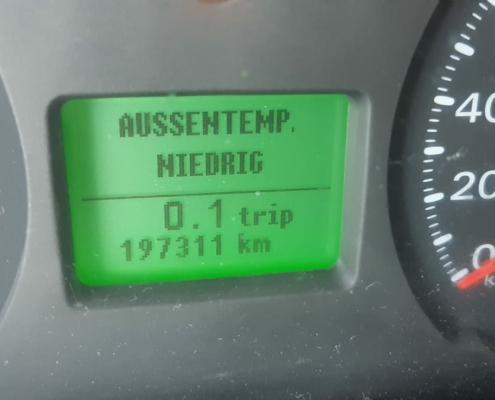 AUSSENTEMP.
NIEDRIG
0.1 trip
197311 km
40
20
0